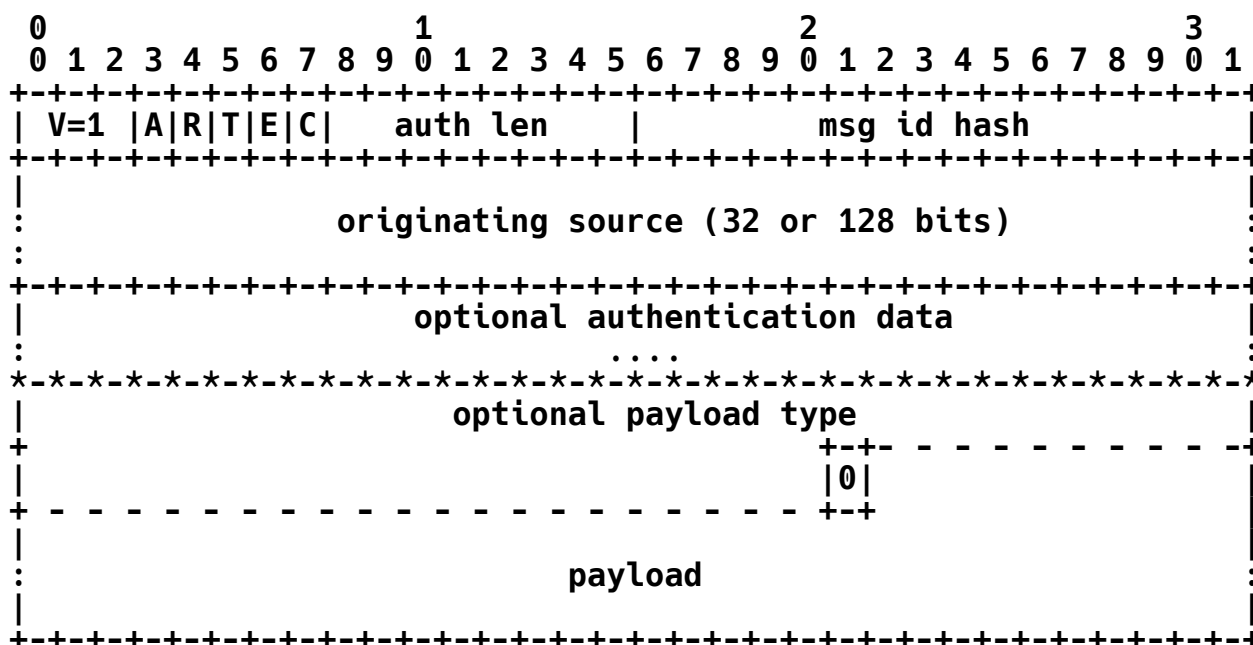 0                   1                   2                   3
0 1 2 3 4 5 6 7 8 9 0 1 2 3 4 5 6 7 8 9 0 1 2 3 4 5 6 7 8 9 0 1
+-+-+-+-+-+-+-+-+-+-+-+-+-+-+-+-+-+-+-+-+-+-+-+-+-+-+-+-+-+-+-+-+
| V=1 |A|R|T|E|C|   auth len    |         msg id hash           |
+-+-+-+-+-+-+-+-+-+-+-+-+-+-+-+-+-+-+-+-+-+-+-+-+-+-+-+-+-+-+-+-+
|                                                               |
:                originating source (32 or 128 bits)            :
:                                                               :
+-+-+-+-+-+-+-+-+-+-+-+-+-+-+-+-+-+-+-+-+-+-+-+-+-+-+-+-+-+-+-+-+
|                    optional authentication data               |
:                              ....                             :
*-*-*-*-*-*-*-*-*-*-*-*-*-*-*-*-*-*-*-*-*-*-*-*-*-*-*-*-*-*-*-*-*
|                      optional payload type                    |
+                                         +-+- - - - - - - - - -+
|                                         |0|                   |
+ - - - - - - - - - - - - - - - - - - - - +-+                   |
|                                                               |
:                            payload                            :
|                                                               |
+-+-+-+-+-+-+-+-+-+-+-+-+-+-+-+-+-+-+-+-+-+-+-+-+-+-+-+-+-+-+-+-+